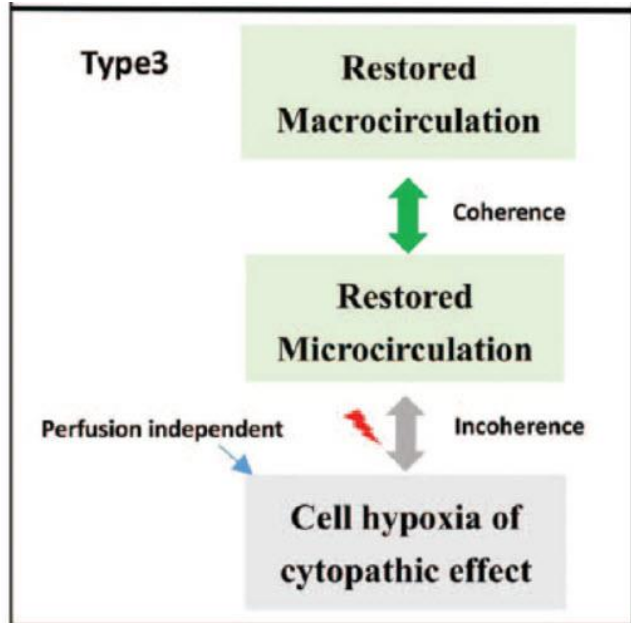 Type3
Restored
Macrocirculation
Coherence
Restored
Microcirculation
Perfusion independent
Incoherence
Cell hypoxia of
cytopathic effect